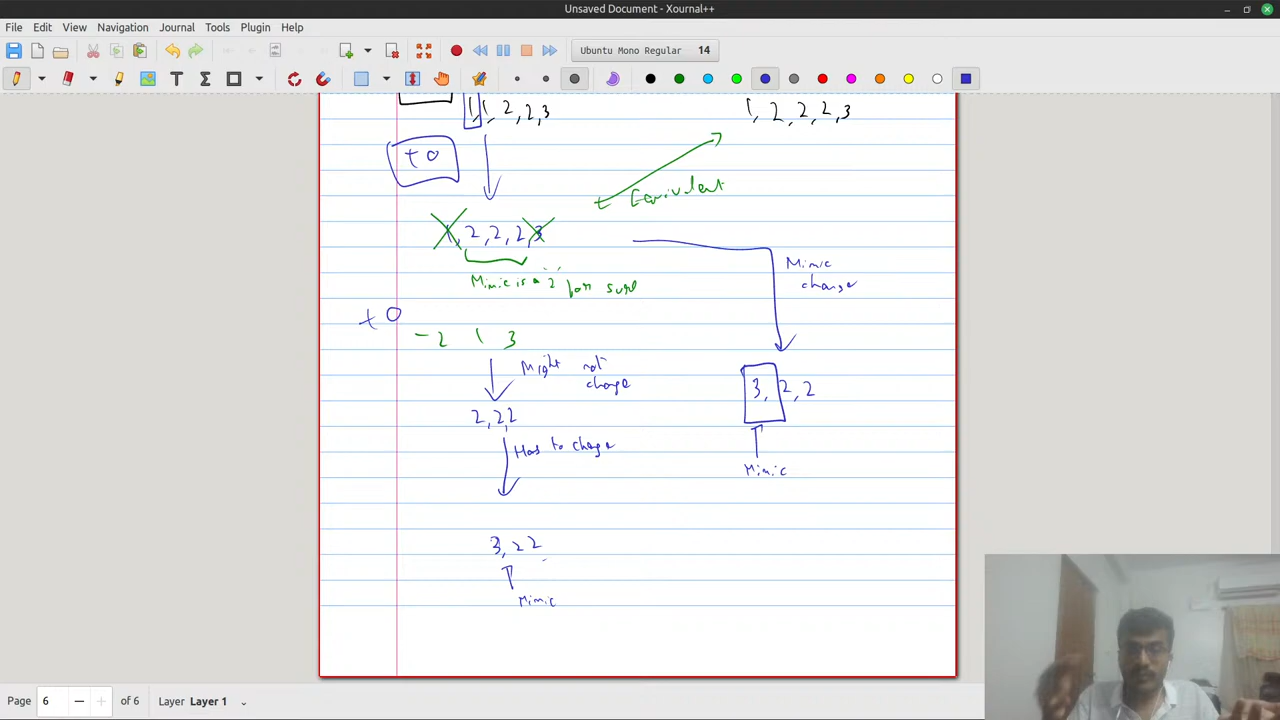 Unsaved Document - Xournal++
File Edit View Navigation Journal Tools Plugin Help
Ubuntu Mono Regular 14
1, 1, 2, 2, 3
1, 2, 2, 2, 3
+0
Equivalent
1, 2, 2, 2, 3
Mimic is a 2 for sure
Mimic
change
+0
- 2 1 3
Might not
change
3, 2, 2
2, 2 2
Has to change
Mimic
3, 2 2
Mimic
Page 6 of 6 Layer Layer 1